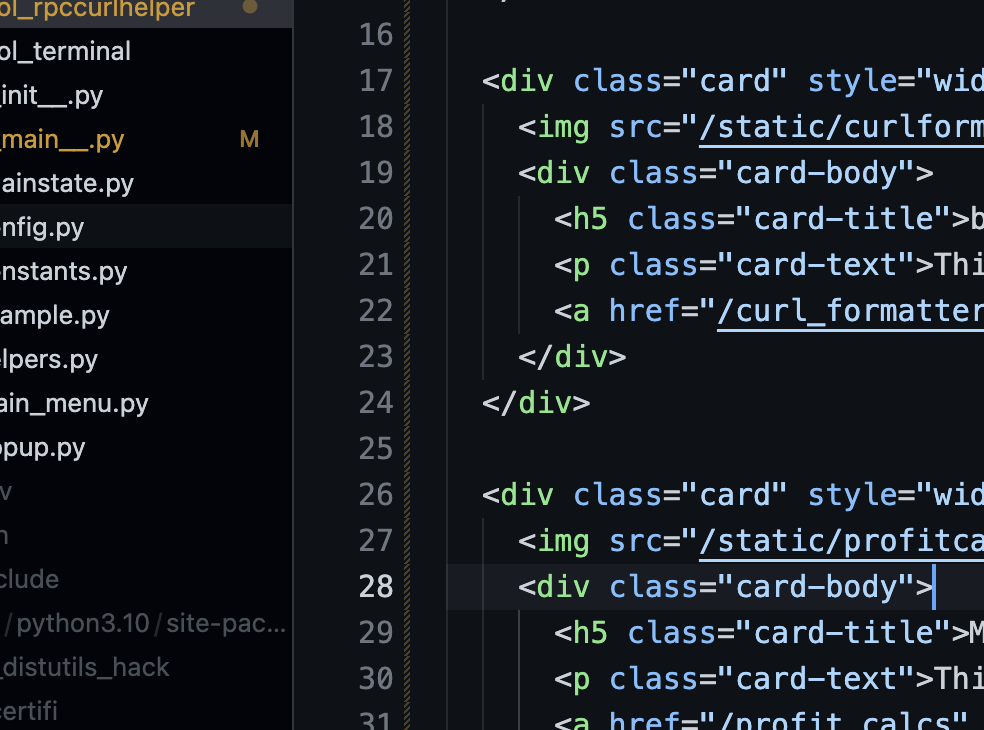 ol_rpccurlhelper
ol_terminal
_init__.py
_main__.py M
ainstate.py
nfig.py
nstants.py
ample.py
elpers.py
ain_menu.py
opup.py
v
n
clude
/python3.10/site-pac...
_distutils_hack
certifi
16
17 <div class="card" style="wid
18 <img src="/static/curlform
19 <div class="card-body">
20 <h5 class="card-title">b
21 <p class="card-text">Thi
22 <a href="/curl_formatter
23 </div>
24 </div>
25
26 <div class="card" style="wid
27 <img src="/static/profitca
28 <div class="card-body">
29 <h5 class="card-title">M
30 <p class="card-text">Thi
31 <a href="/profit_calcs"